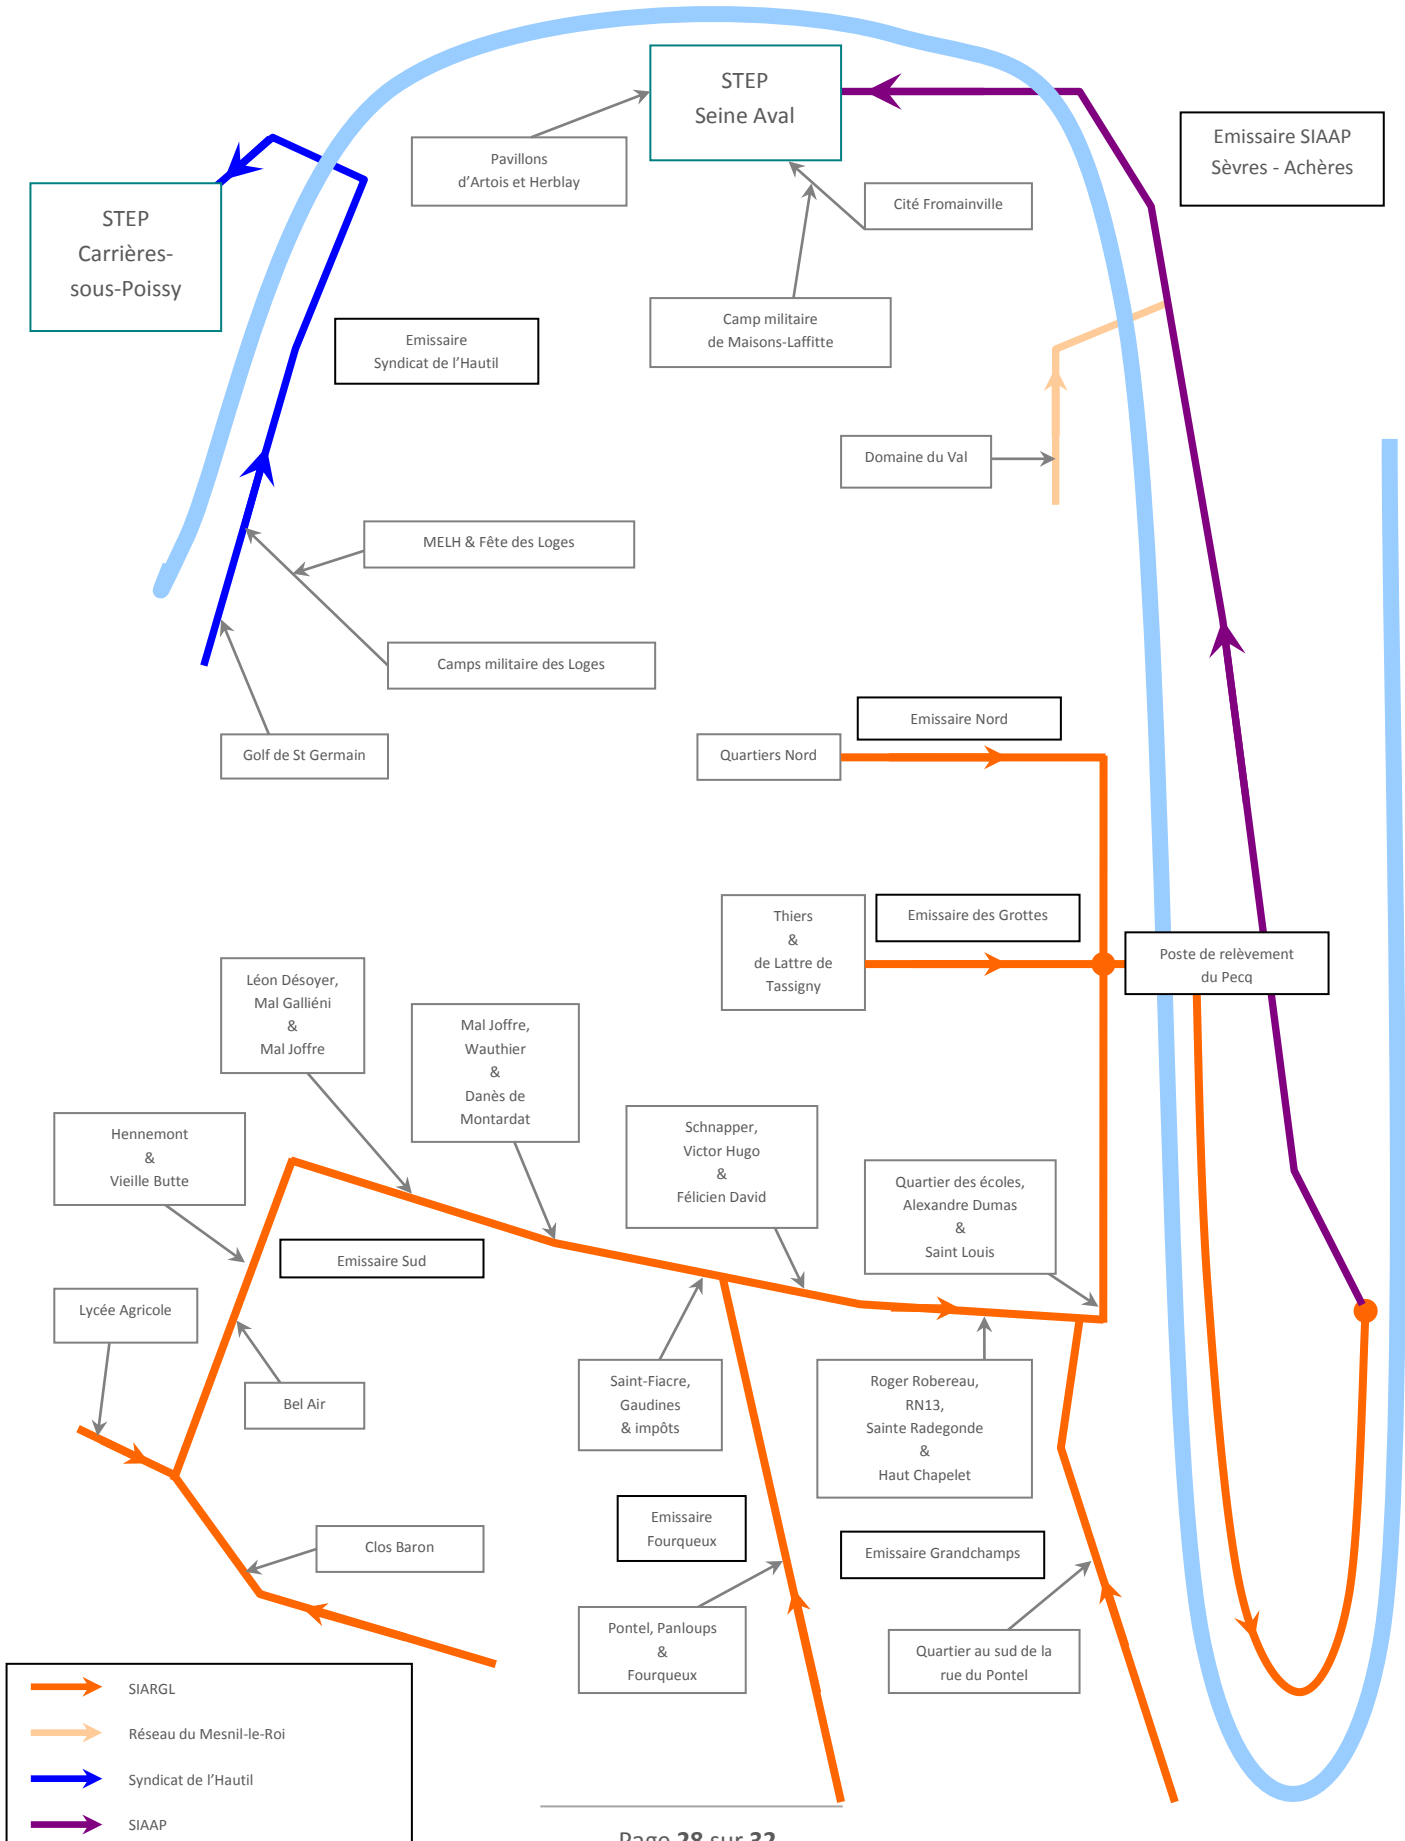 STEP
Seine Aval
Emissaire SIAAP
Sèvres - Achères
Pavillons
d’Artois et Herblay
STEP
Carrières-
sous-Poissy
Cité Fromainville
Camp militaire
de Maisons-Laffitte
Emissaire
Syndicat de l’Hautil
Domaine du Val
MELH & Fête des Loges
Camps militaire des Loges
Golf de St Germain
Emissaire Nord
Quartiers Nord
Thiers
&
de Lattre de
Tassigny
Emissaire des Grottes
Poste de relèvement
du Pecq
Léon Désoyer,
Mal Galliéni
&
Mal Joffre
Mal Joffre,
Wauthier
&
Danès de
Montardat
Hennemont
&
Vieille Butte
Schnapper,
Victor Hugo
&
Félicien David
Quartier des écoles,
Alexandre Dumas
&
Saint Louis
Emissaire Sud
Lycée Agricole
Bel Air
Saint-Fiacre,
Gaudines
& impôts
Roger Robereau,
RN13,
Sainte Radegonde
&
Haut Chapelet
Emissaire
Fourqueux
Clos Baron
Emissaire Grandchamps
Pontel, Panloups
&
Fourqueux
Quartier au sud de la
rue du Pontel
SIARGL
Réseau du Mesnil-le-Roi
Syndicat de l’Hautil
SIAAP
Page 28 sur 32